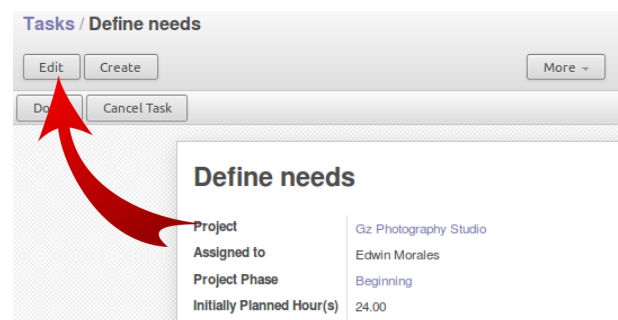 Tasks / Define needs
Edit Create More
Cancel Task
Define needs
Project Gz Photography Studio
Assigned to Edwin Morales
Project Phase Beginning
Initially Planned Hour(s) 24.00